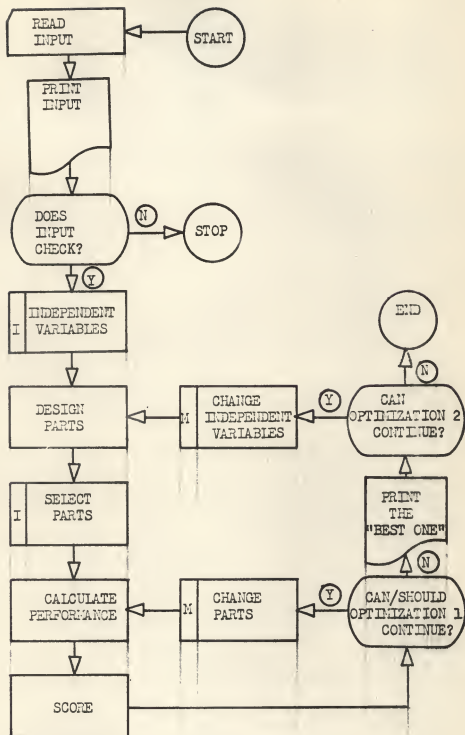 READ
INPUT
START
PRINT
INPUT
DOES
INPUT
CHECK?
N
STOP
Y
I
INDEPENDENT
VARIABLES
END
N
DESIGN
PARTS
M
CHANGE
INDEPENDENT
VARIABLES
Y
CAN
OPTIMIZATION 2
CONTINUE?
I
SELECT
PARTS
PRINT
THE
"BEST ONE"
N
CALCULATE
PERFORMANCE
M
CHANGE
PARTS
Y
CAN/SHOULD
OPTIMIZATION 1
CONTINUE?
SCORE